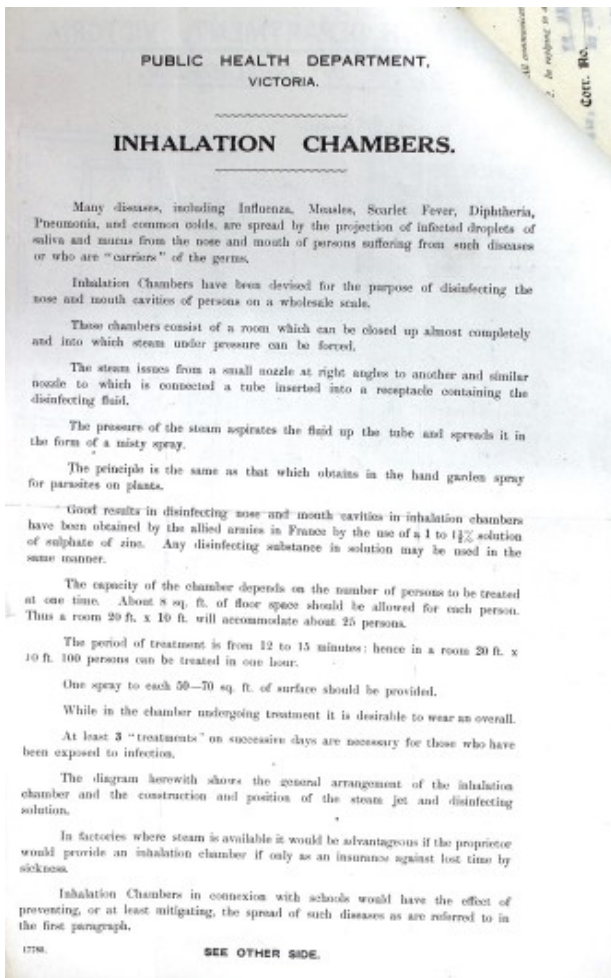 All communicat
2. In replying to a
Corr. No.
PUBLIC HEALTH DEPARTMENT,
VICTORIA.
INHALATION CHAMBERS.
Many diseases, including Influenza, Measles, Scarlet Fever, Diphtheria,
Pneumonia, and common colds, are spread by the projection of infected droplets of
saliva and mucus from the nose and mouth of persons suffering from such diseases
or who are "carriers" of the germs.
Inhalation Chambers have been devised for the purpose of disinfecting the
nose and mouth cavities of persons on a wholesale scale.
These chambers consist of a room which can be closed up almost completely
and into which steam under pressure can be forced.
The steam issues from a small nozzle at right angles to another and similar
nozzle to which is connected a tube inserted into a receptacle containing the
disinfecting fluid.
The pressure of the steam aspirates the fluid up the tube and spreads it in
the form of a misty spray.
The principle is the same as that which obtains in the hand garden spray
for parasites on plants.
Good results in disinfecting nose and mouth cavities in inhalation chambers
have been obtained by the allied armies in France by the use of a 1 to 1½% solution
of sulphate of zinc. Any disinfecting substance in solution may be used in the
same manner.
The capacity of the chamber depends on the number of persons to be treated
at one time. About 8 sq. ft. of floor space should be allowed for each person.
Thus a room 20 ft. x 10 ft. will accommodate about 25 persons.
The period of treatment is from 12 to 15 minutes; hence in a room 20 ft. x
10 ft. 100 persons can be treated in one hour.
One spray to each 50—70 sq. ft. of surface should be provided.
While in the chamber undergoing treatment it is desirable to wear an overall.
At least 3 "treatments" on successive days are necessary for those who have
been exposed to infection.
The diagram herewith shows the general arrangement of the inhalation
chamber and the construction and position of the steam jet and disinfecting
solution.
In factories where steam is available it would be advantageous if the proprietor
would provide an inhalation chamber if only as an insurance against lost time by
sickness.
Inhalation Chambers in connexion with schools would have the effect of
preventing, or at least mitigating, the spread of such diseases as are referred to in
the first paragraph.
17788.
SEE OTHER SIDE.